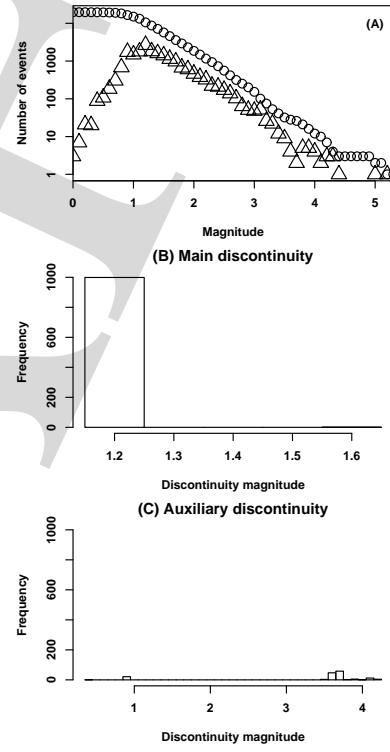 (A)
Number of events
1000
100
10
1
0 1 2 3 4 5
Magnitude
(B) Main discontinuity
Frequency
1000
600
200
0
1.2 1.3 1.4 1.5 1.6
Discontinuity magnitude
(C) Auxiliary discontinuity
Frequency
1000
600
200
0
1 2 3 4
Discontinuity magnitude